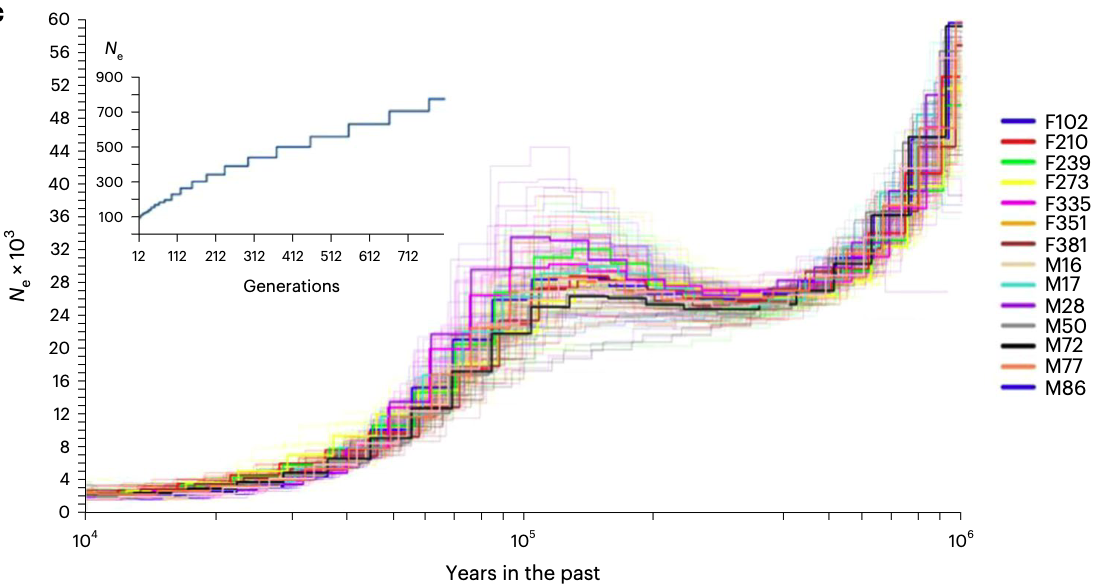 60
56
52
48
44
40
36
32
28
24
20
16
12
8
4
0
Nₑ × 10³
Nₑ
900
700
500
300
100
12 112 212 312 412 512 612 712
Generations
10⁴ 10⁵ 10⁶
Years in the past
F102
F210
F239
F273
F335
F351
F381
M16
M17
M28
M50
M72
M77
M86